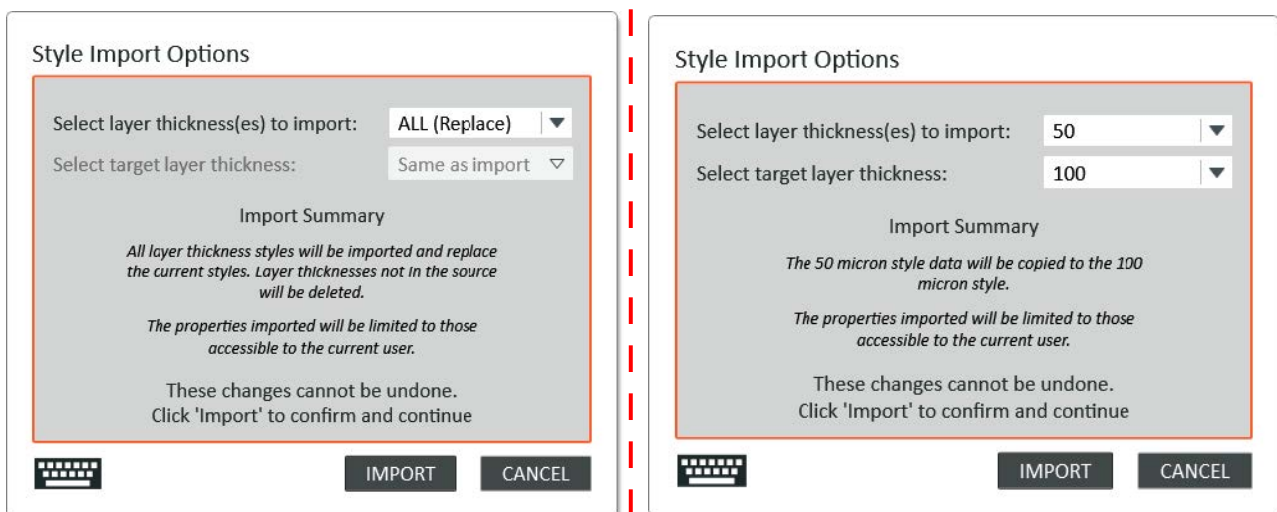 Style Import Options
Select layer thickness(es) to import: ALL (Replace)
Select target layer thickness: Same as import
Import Summary
All layer thickness styles will be imported and replace
the current styles. Layer thicknesses not in the source
will be deleted.
The properties imported will be limited to those
accessible to the current user.
These changes cannot be undone.
Click 'Import' to confirm and continue
IMPORT CANCEL
Style Import Options
Select layer thickness(es) to import: 50
Select target layer thickness: 100
Import Summary
The 50 micron style data will be copied to the 100
micron style.
The properties imported will be limited to those
accessible to the current user.
These changes cannot be undone.
Click 'Import' to confirm and continue
IMPORT CANCEL